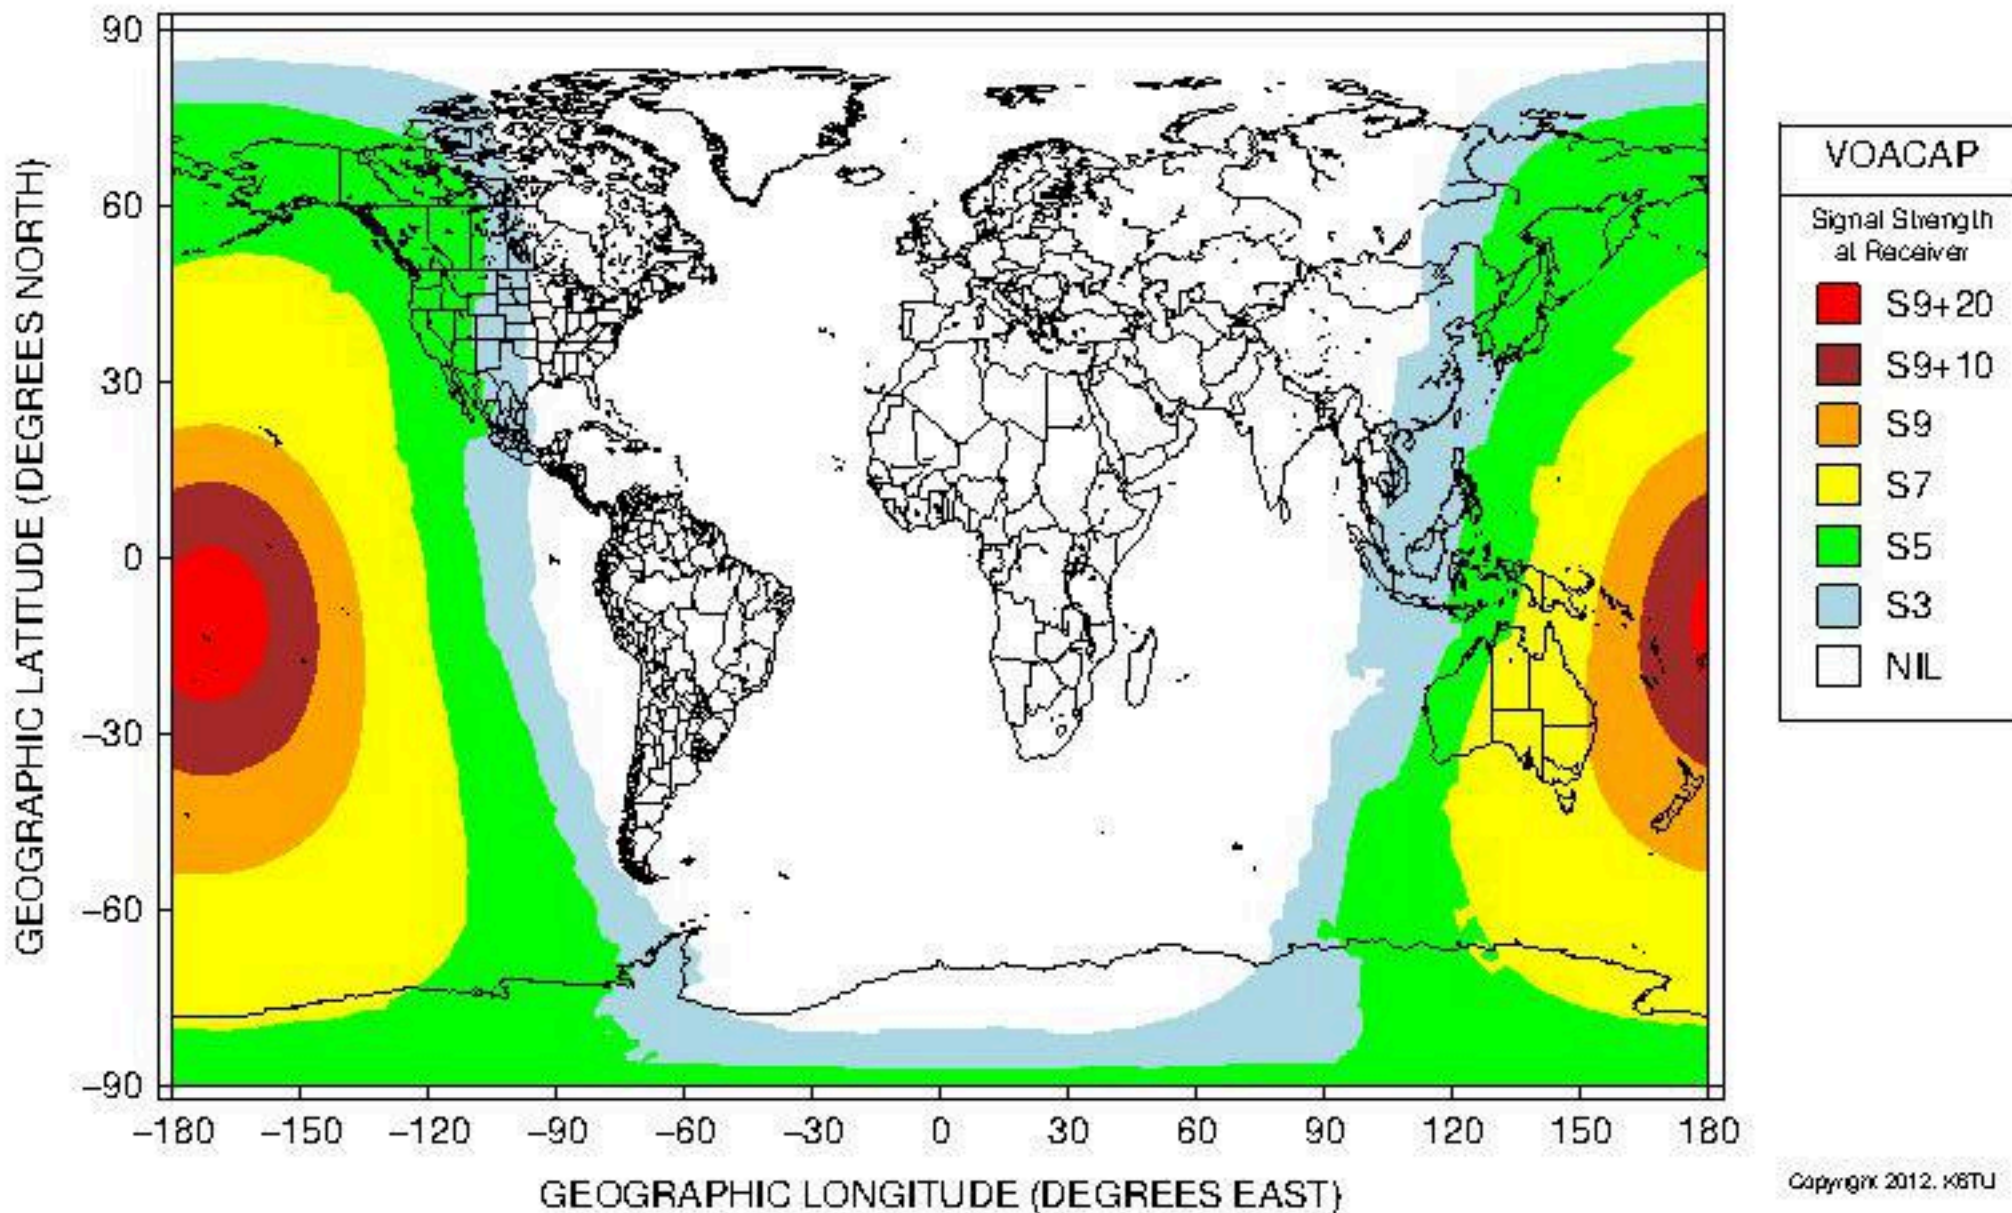 GEOGRAPHIC LATITUDE (DEGREES NORTH)
90
60
30
0
−30
−60
−90
−180 −150 −120 −90 −60 −30 0 30 60 90 120 150 180
GEOGRAPHIC LONGITUDE (DEGREES EAST)
VOACAP
Signal Strength
at Receiver
S9+20
S9+10
S9
S7
S5
S3
NIL
Copyright 2012, K6TU